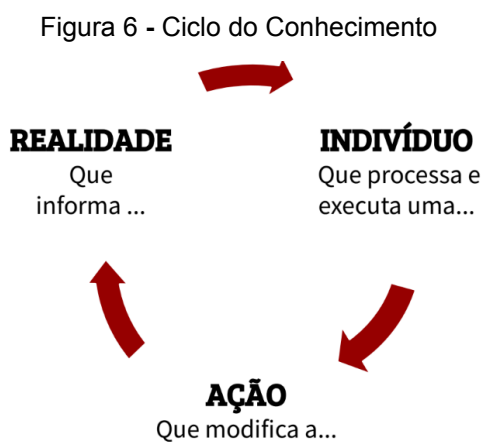 Figura 6 - Ciclo do Conhecimento
REALIDADE
Que
informa ...
INDIVÍDUO
Que processa e
executa uma...
AÇÃO
Que modifica a...